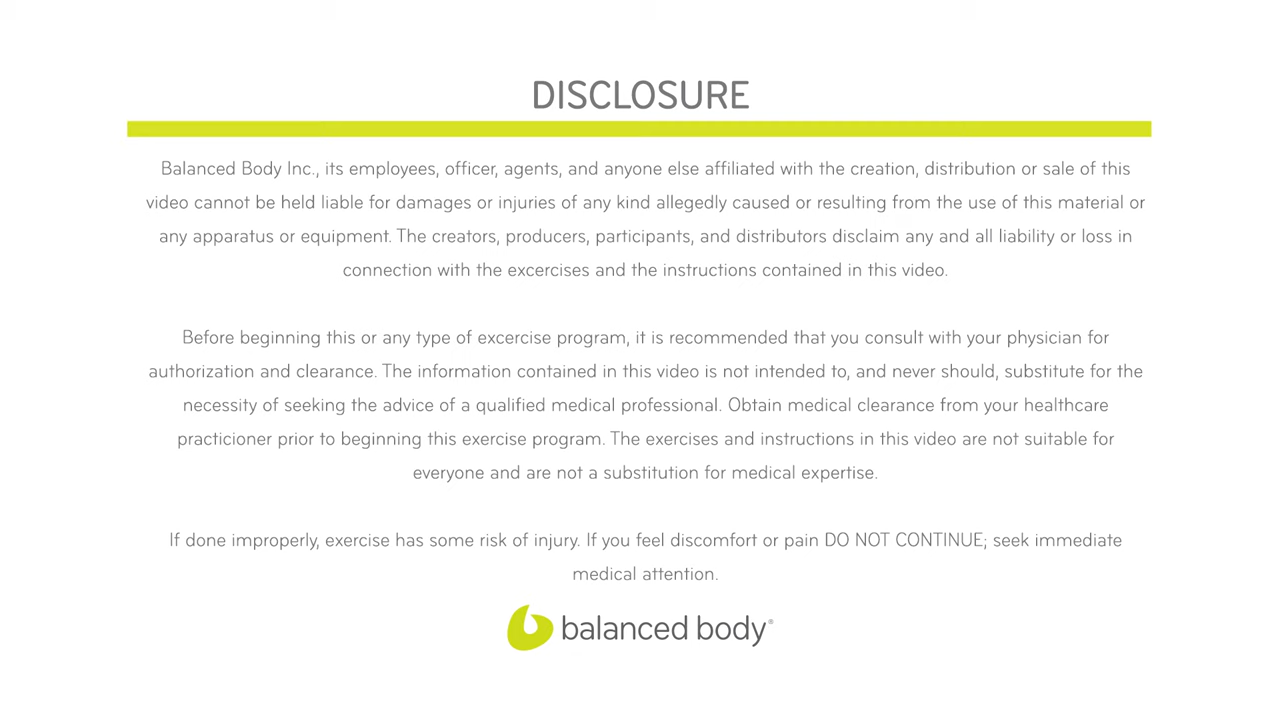 DISCLOSURE
Balanced Body Inc., its employees, officer, agents, and anyone else affiliated with the creation, distribution or sale of this
video cannot be held liable for damages or injuries of any kind allegedly caused or resulting from the use of this material or
any apparatus or equipment. The creators, producers, participants, and distributors disclaim any and all liability or loss in
connection with the excercises and the instructions contained in this video.
Before beginning this or any type of excercise program, it is recommended that you consult with your physician for
authorization and clearance. The information contained in this video is not intended to, and never should, substitute for the
necessity of seeking the advice of a qualified medical professional. Obtain medical clearance from your healthcare
practicioner prior to beginning this exercise program. The exercises and instructions in this video are not suitable for
everyone and are not a substitution for medical expertise.
If done improperly, exercise has some risk of injury. If you feel discomfort or pain DO NOT CONTINUE; seek immediate
medical attention.
balanced body®